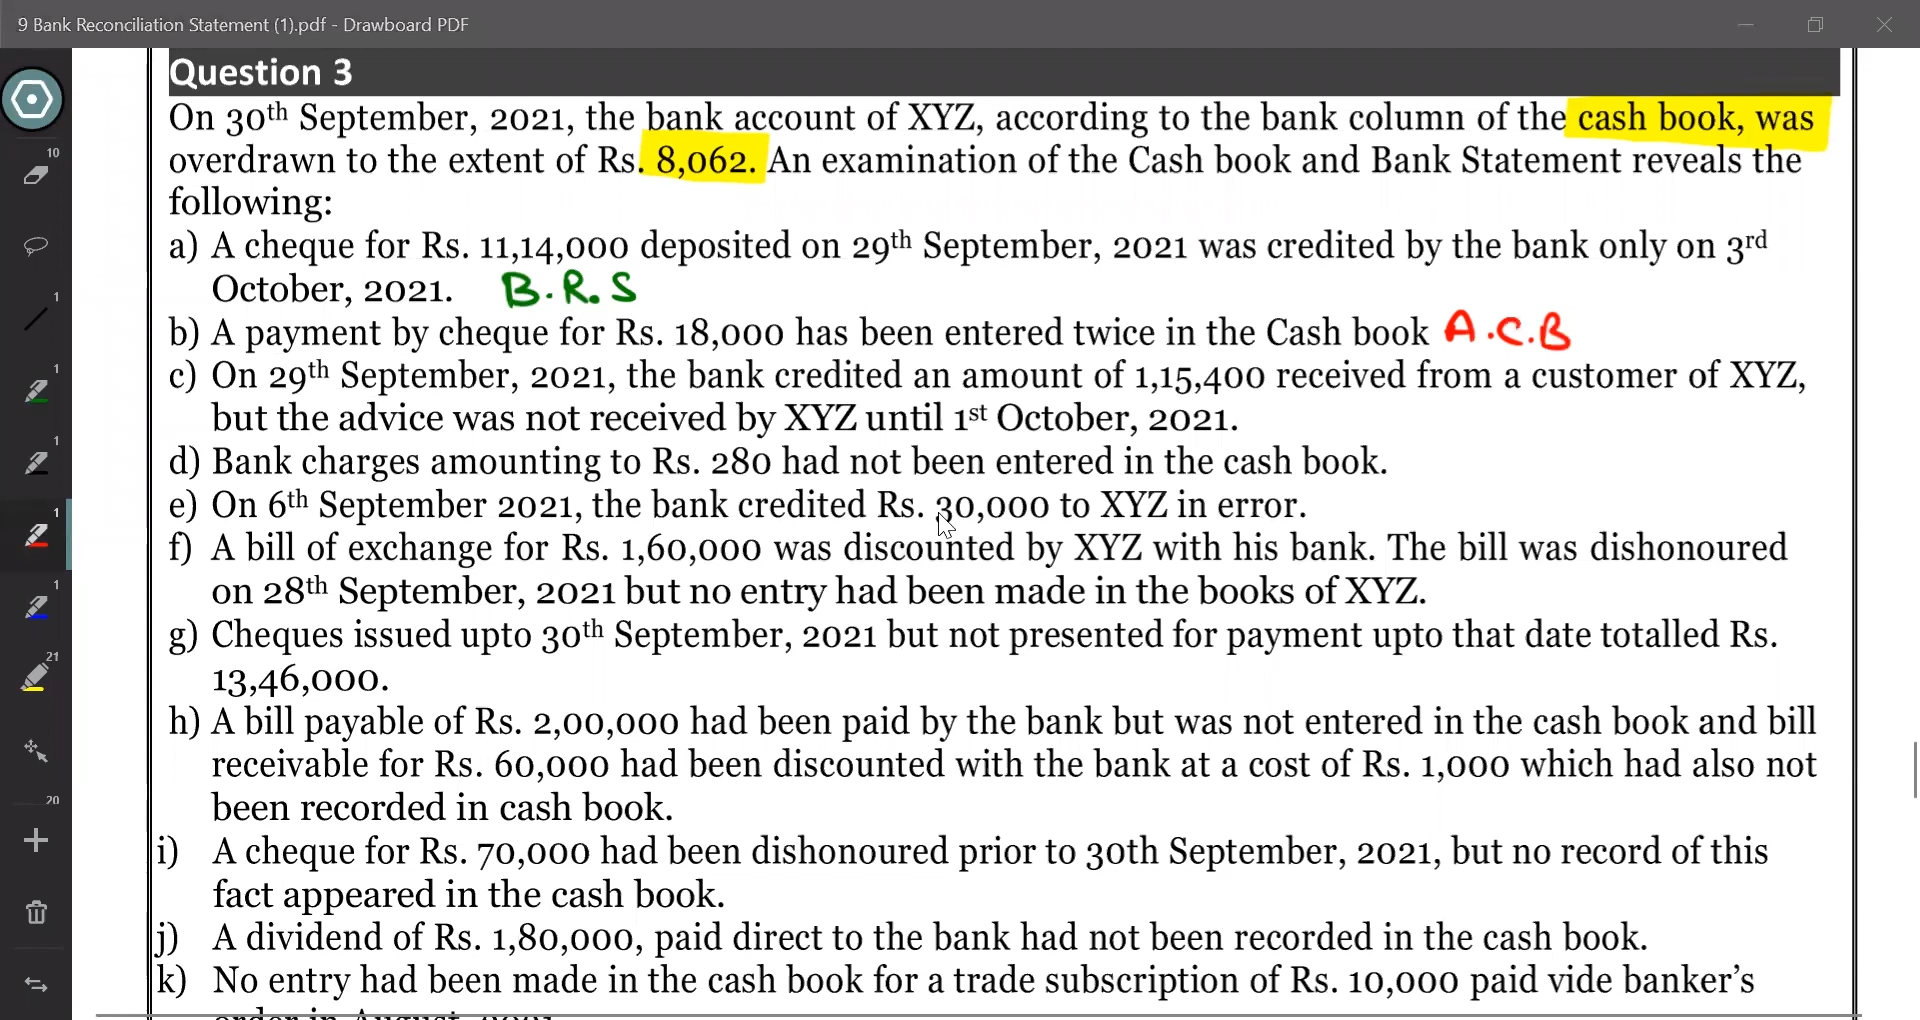 9 Bank Reconciliation Statement (1).pdf - Drawboard PDF
Question 3
On 30th September, 2021, the bank account of XYZ, according to the bank column of the cash book, was
overdrawn to the extent of Rs. 8,062. An examination of the Cash book and Bank Statement reveals the
following:
a) A cheque for Rs. 11,14,000 deposited on 29th September, 2021 was credited by the bank only on 3rd
October, 2021. B.R.S
b) A payment by cheque for Rs. 18,000 has been entered twice in the Cash book A.C.B
c) On 29th September, 2021, the bank credited an amount of 1,15,400 received from a customer of XYZ,
but the advice was not received by XYZ until 1st October, 2021.
d) Bank charges amounting to Rs. 280 had not been entered in the cash book.
e) On 6th September 2021, the bank credited Rs. 30,000 to XYZ in error.
f) A bill of exchange for Rs. 1,60,000 was discounted by XYZ with his bank. The bill was dishonoured
on 28th September, 2021 but no entry had been made in the books of XYZ.
g) Cheques issued upto 30th September, 2021 but not presented for payment upto that date totalled Rs.
13,46,000.
h) A bill payable of Rs. 2,00,000 had been paid by the bank but was not entered in the cash book and bill
receivable for Rs. 60,000 had been discounted with the bank at a cost of Rs. 1,000 which had also not
been recorded in cash book.
i) A cheque for Rs. 70,000 had been dishonoured prior to 30th September, 2021, but no record of this
fact appeared in the cash book.
j) A dividend of Rs. 1,80,000, paid direct to the bank had not been recorded in the cash book.
k) No entry had been made in the cash book for a trade subscription of Rs. 10,000 paid vide banker's
order in August, 2021.
10
1
1
1
1
1
21
20